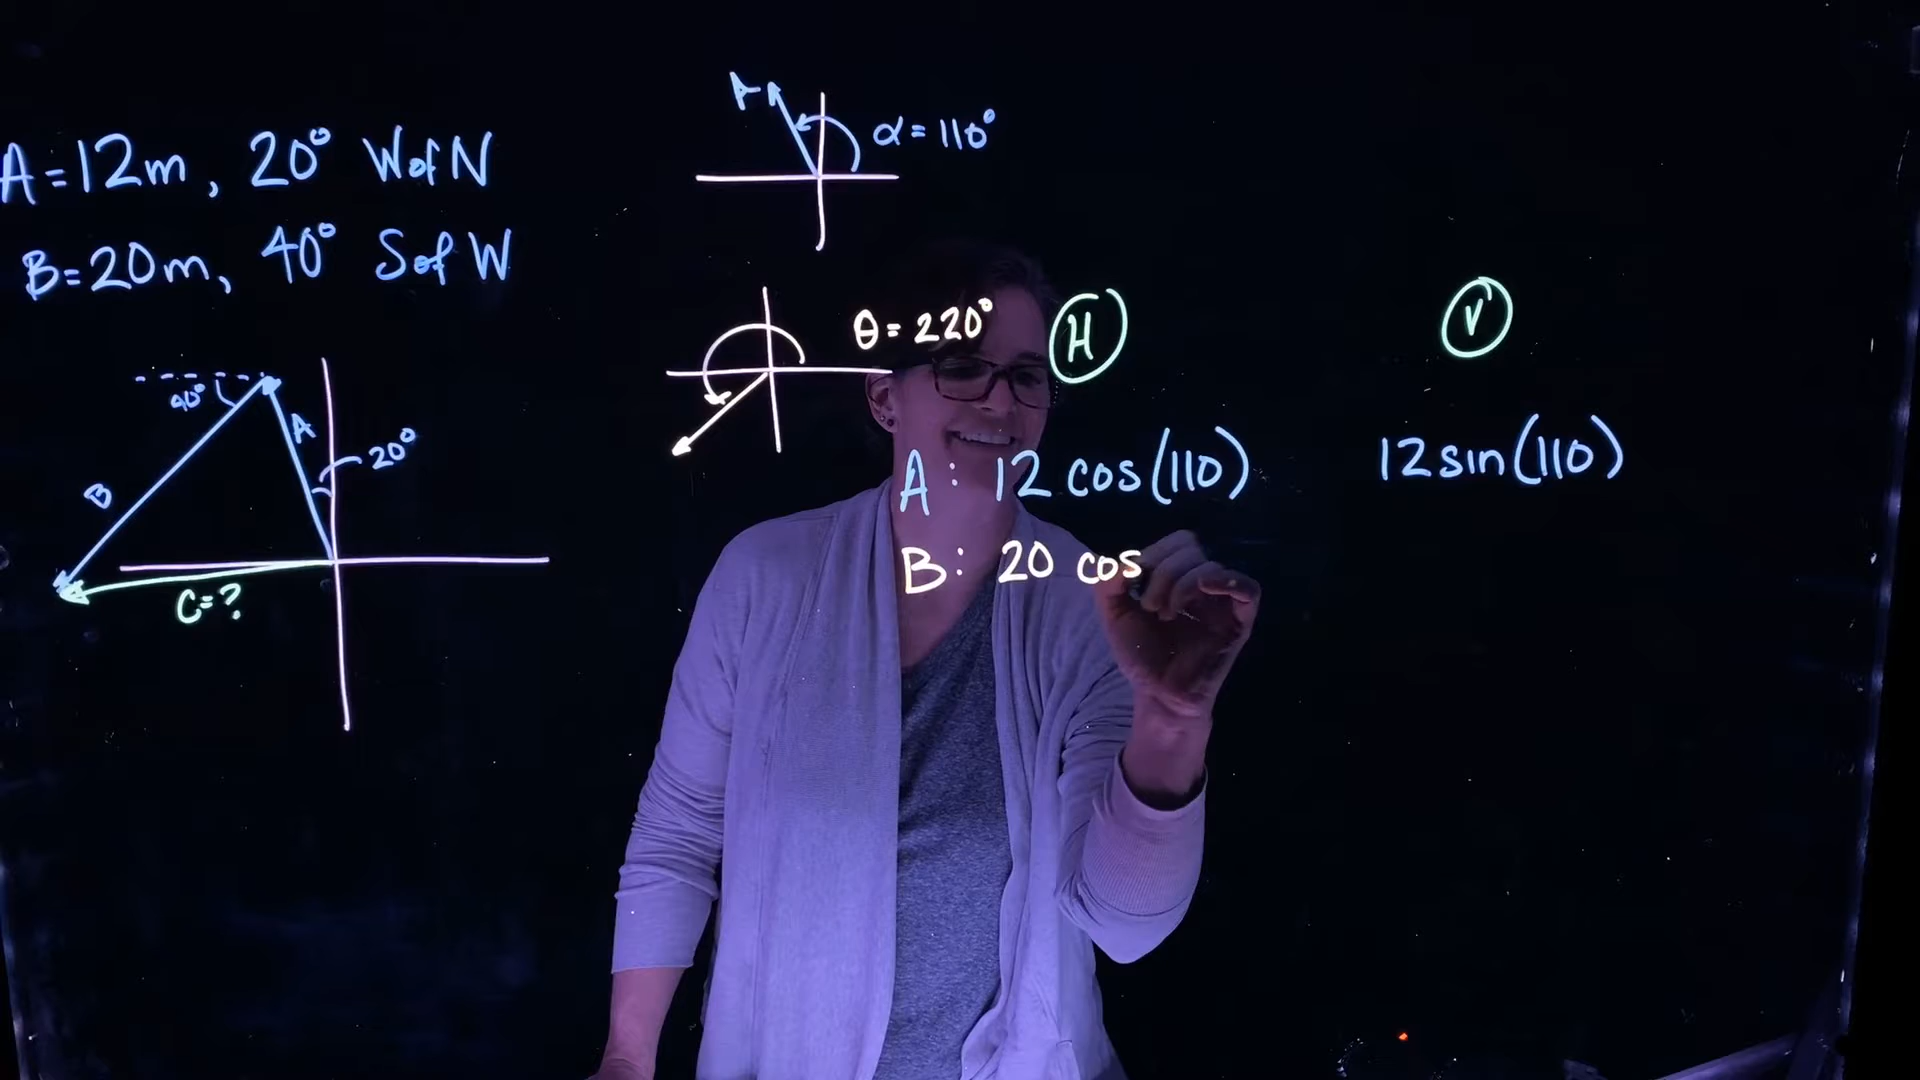 A=12m, 20° W of N
B=20m, 40° S of W
A
α=110°
θ=220°
H
V
40°
A
20°
B
C=?
A: 12 cos(110)
12 sin(110)
B: 20 cos